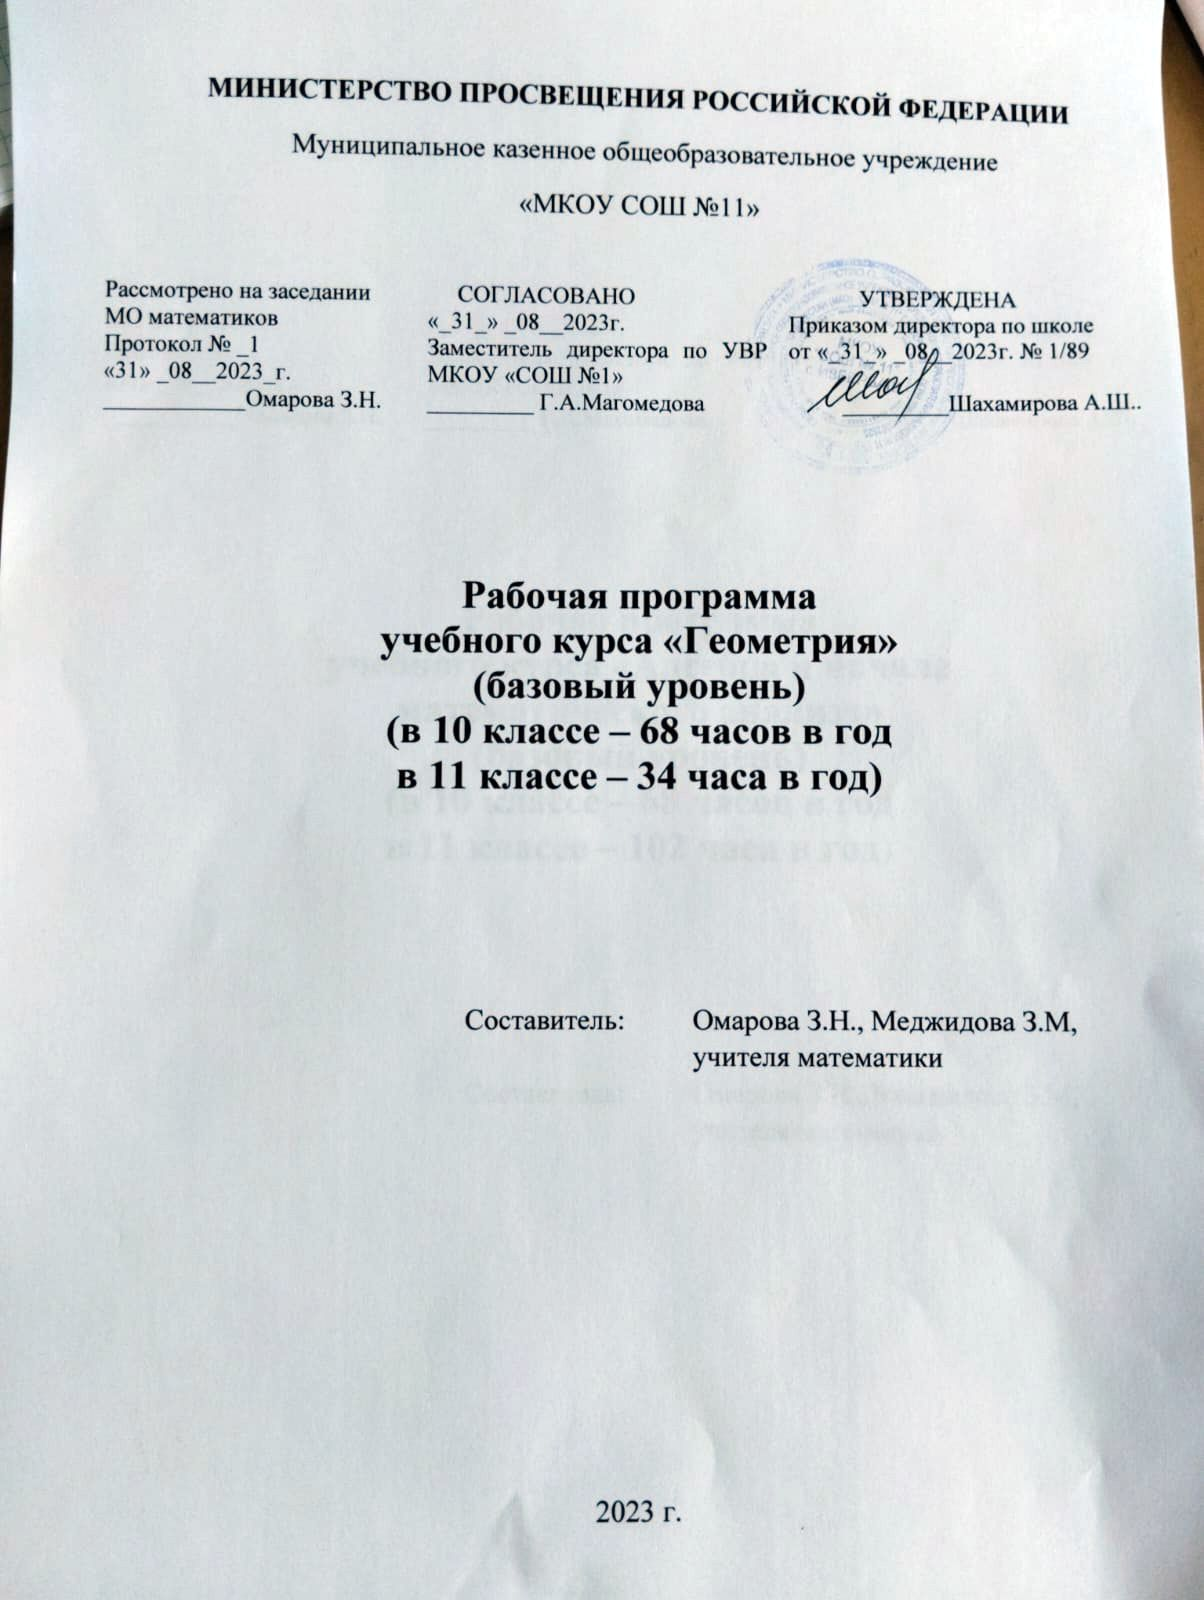 МИНИСТЕРСТВО ПРОСВЕЩЕНИЯ РОССИЙСКОЙ ФЕДЕРАЦИИ
Муниципальное казенное общеобразовательное учреждение
«МКОУ СОШ №11»
Рассмотрено на заседании
МО математиков
Протокол № _1
«31» _08__2023_г.
____________Омарова З.Н.
СОГЛАСОВАНО
«_31_» _08__2023г.
Заместитель директора по УВР
МКОУ «СОШ №1»
_________ Г.А.Магомедова
УТВЕРЖДЕНА
Приказом директора по школе
от «_31_» _08__2023г. № 1/89
_________Шахамирова А.Ш..
Рабочая программа
учебного курса «Геометрия»
(базовый уровень)
(в 10 классе – 68 часов в год
в 11 классе – 34 часа в год)
Составитель: Омарова З.Н., Меджидова З.М,
учителя математики
2023 г.